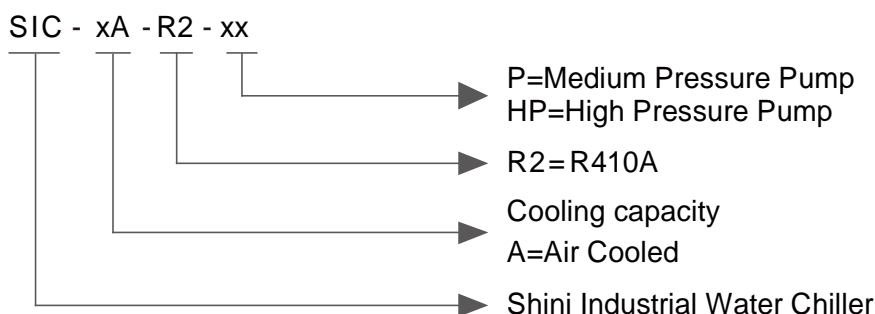 SIC - xA - R2 - xx
P=Medium Pressure Pump
HP=High Pressure Pump
R2=R410A
Cooling capacity
A=Air Cooled
Shini Industrial Water Chiller